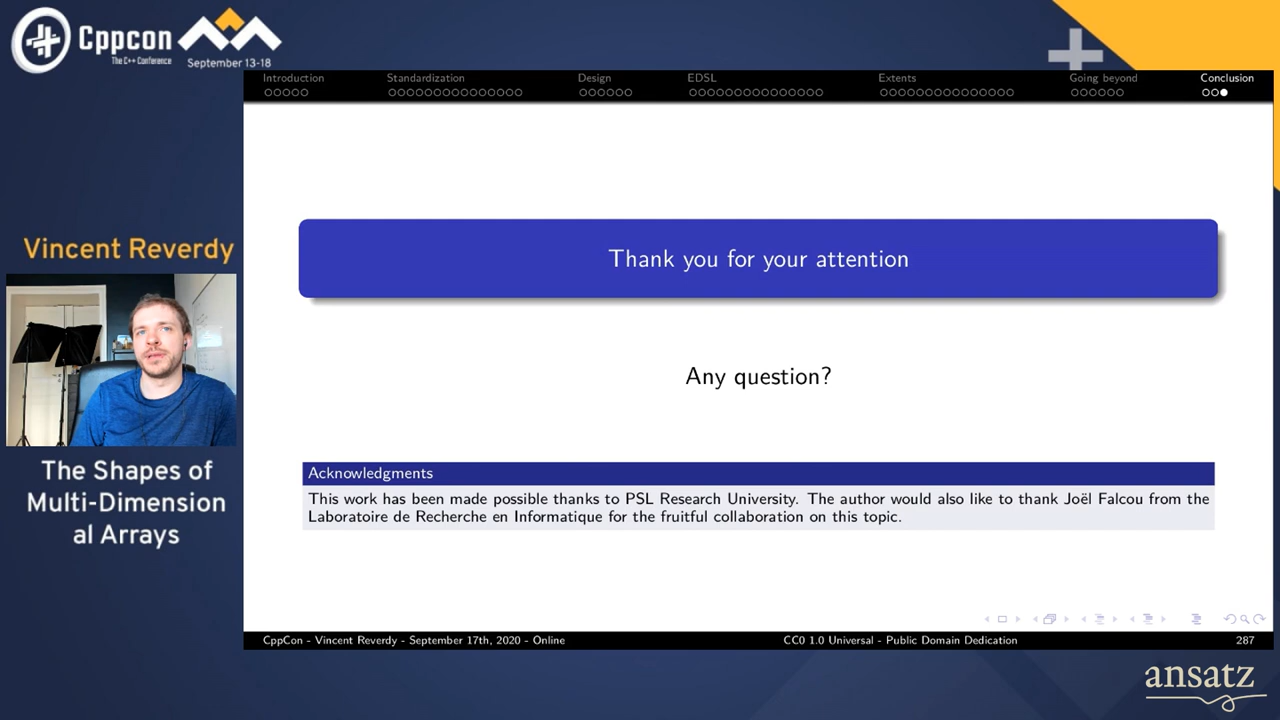 Cppcon
The C++ Conference
September 13-18
Introduction Standardization Design EDSL Extents Going beyond Conclusion
Vincent Reverdy
Thank you for your attention
Any question?
The Shapes of
Multi-Dimension
al Arrays
Acknowledgments
This work has been made possible thanks to PSL Research University. The author would also like to thank Joël Falcou from the
Laboratoire de Recherche en Informatique for the fruitful collaboration on this topic.
CppCon - Vincent Reverdy - September 17th, 2020 - Online CC0 1.0 Universal - Public Domain Dedication 287
ansatz